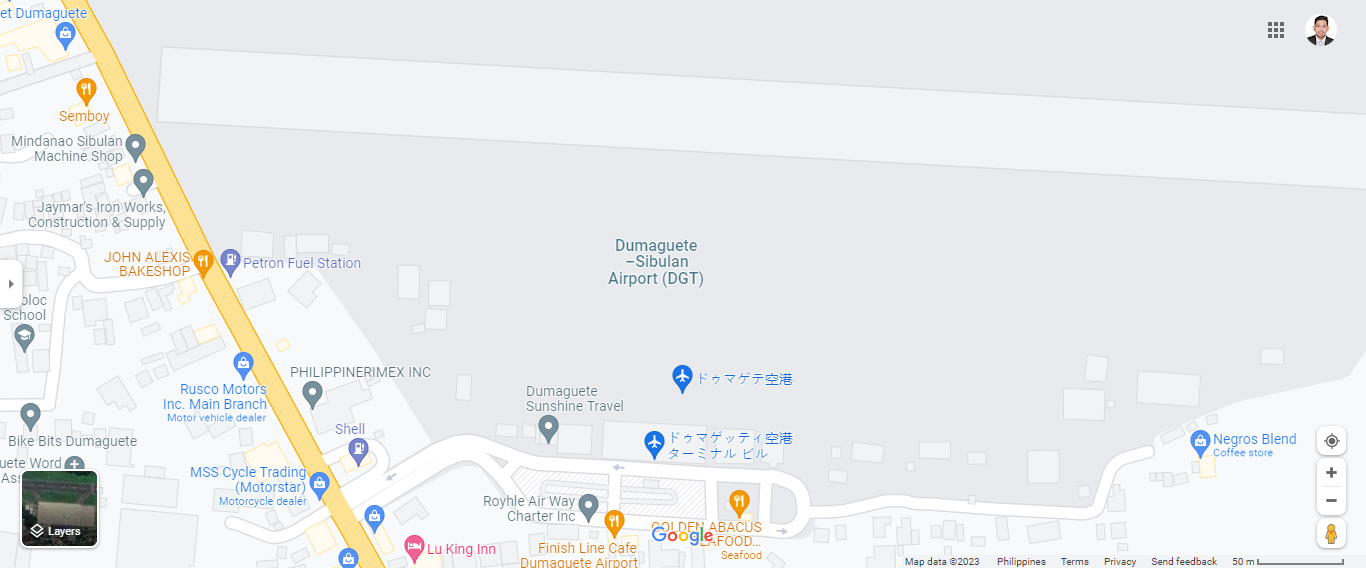 et Dumaguete
Semboy
Mindanao Sibulan
Machine Shop
Jaymar's Iron Works,
Construction & Supply
JOHN ALEXIS
BAKESHOP
Petron Fuel Station
Dumaguete
–Sibulan
Airport (DGT)
oloc
School
Rusco Motors
Inc. Main Branch
Motor vehicle dealer
PHILIPPINERIMEX INC
ドゥマゲテ空港
Dumaguete
Sunshine Travel
Shell
ドゥマゲッティ空港
ターミナル ビル
Bike Bits Dumaguete
Negros Blend
Coffee store
uete Word
Ass
MSS Cycle Trading
(Motorstar)
Motorcycle dealer
Royhle Air Way
Charter Inc
Layers
Lu King Inn
Finish Line Cafe
Dumaguete Airport
GOLDEN ABACUS
SEAFOOD...
Seafood
Google
Map data ©2023 Philippines Terms Privacy Send feedback 50 m